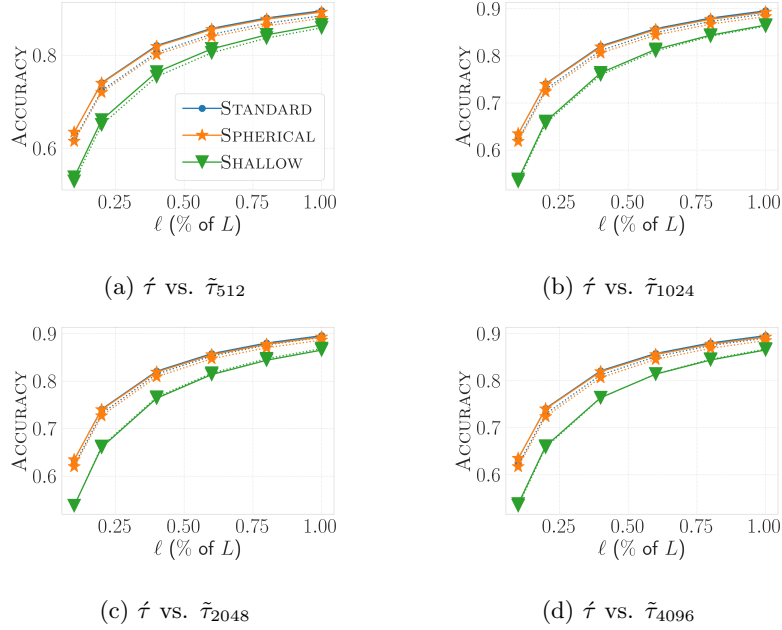 0.8
0.6
ACCURACY
STANDARD
SPHERICAL
SHALLOW
0.25 0.50 0.75 1.00
ℓ (% of L)
(a) τ́ vs. τ̃512
0.9
0.8
0.7
0.6
ACCURACY
0.25 0.50 0.75 1.00
ℓ (% of L)
(b) τ́ vs. τ̃1024
0.9
0.8
0.7
0.6
ACCURACY
0.25 0.50 0.75 1.00
ℓ (% of L)
(c) τ́ vs. τ̃2048
0.9
0.8
0.7
0.6
ACCURACY
0.25 0.50 0.75 1.00
ℓ (% of L)
(d) τ́ vs. τ̃4096